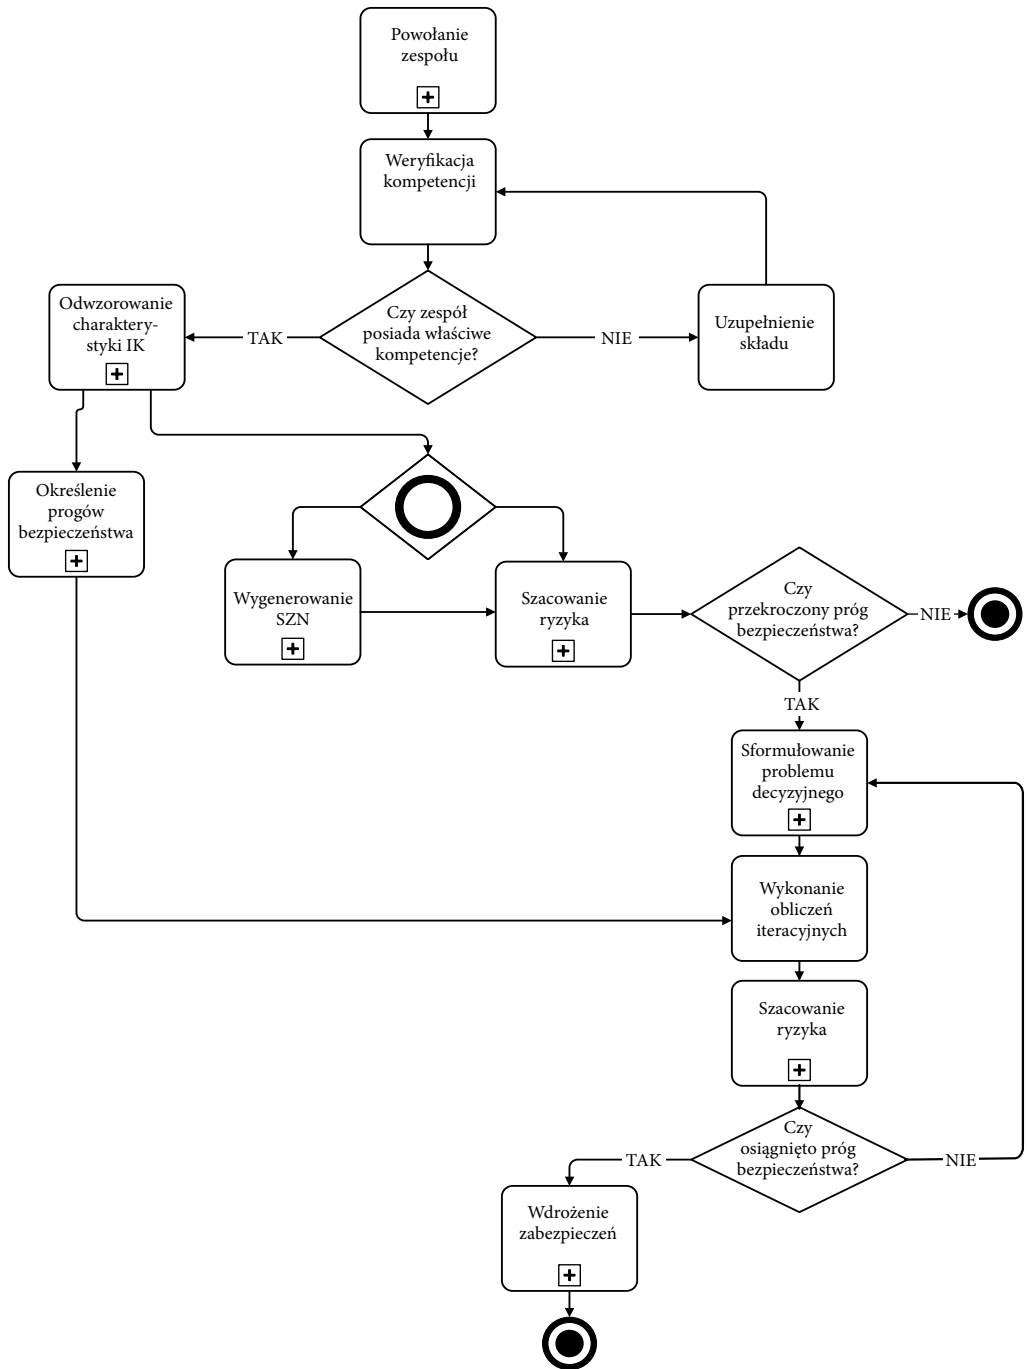 Powołanie
zespołu
Weryfikacja
kompetencji
Czy zespół
posiada właściwe
kompetencje?
TAK
NIE
Odwzorowanie
charaktery-
styki IK
Uzupełnienie
składu
Określenie
progów
bezpieczeństwa
Wygenerowanie
SZN
Szacowanie
ryzyka
Czy
przekroczony próg
bezpieczeństwa?
NIE
TAK
Sformułowanie
problemu
decyzyjnego
Wykonanie
obliczeń
iteracyjnych
Szacowanie
ryzyka
Czy
osiągnięto próg
bezpieczeństwa?
TAK
NIE
Wdrożenie
zabezpieczeń